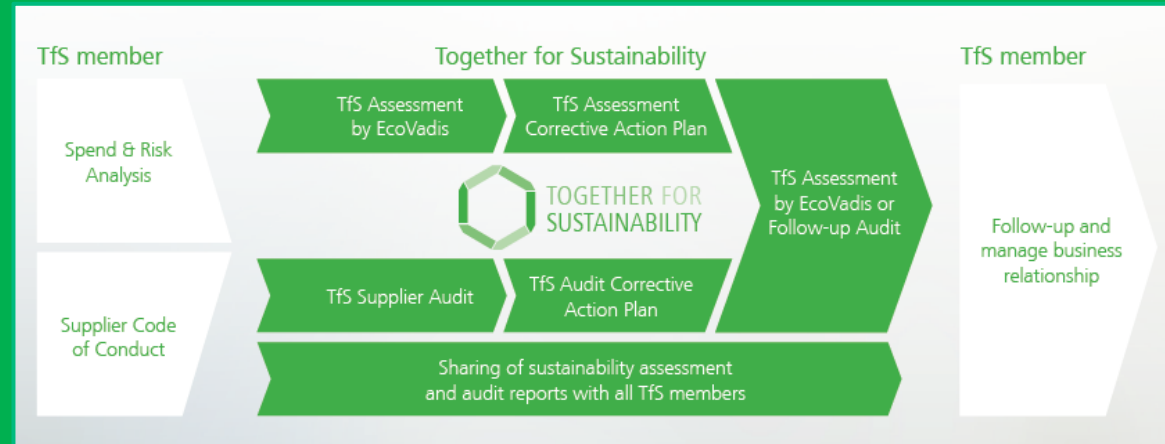 TfS member
Together for Sustainability
TfS member
Spend & Risk
Analysis
Supplier Code
of Conduct
TfS Assessment
by EcoVadis
TfS Assessment
Corrective Action Plan
TOGETHER FOR
SUSTAINABILITY
TfS Supplier Audit
TfS Audit Corrective
Action Plan
TfS Assessment
by EcoVadis or
Follow-up Audit
Sharing of sustainability assessment
and audit reports with all TfS members
Follow-up and
manage business
relationship